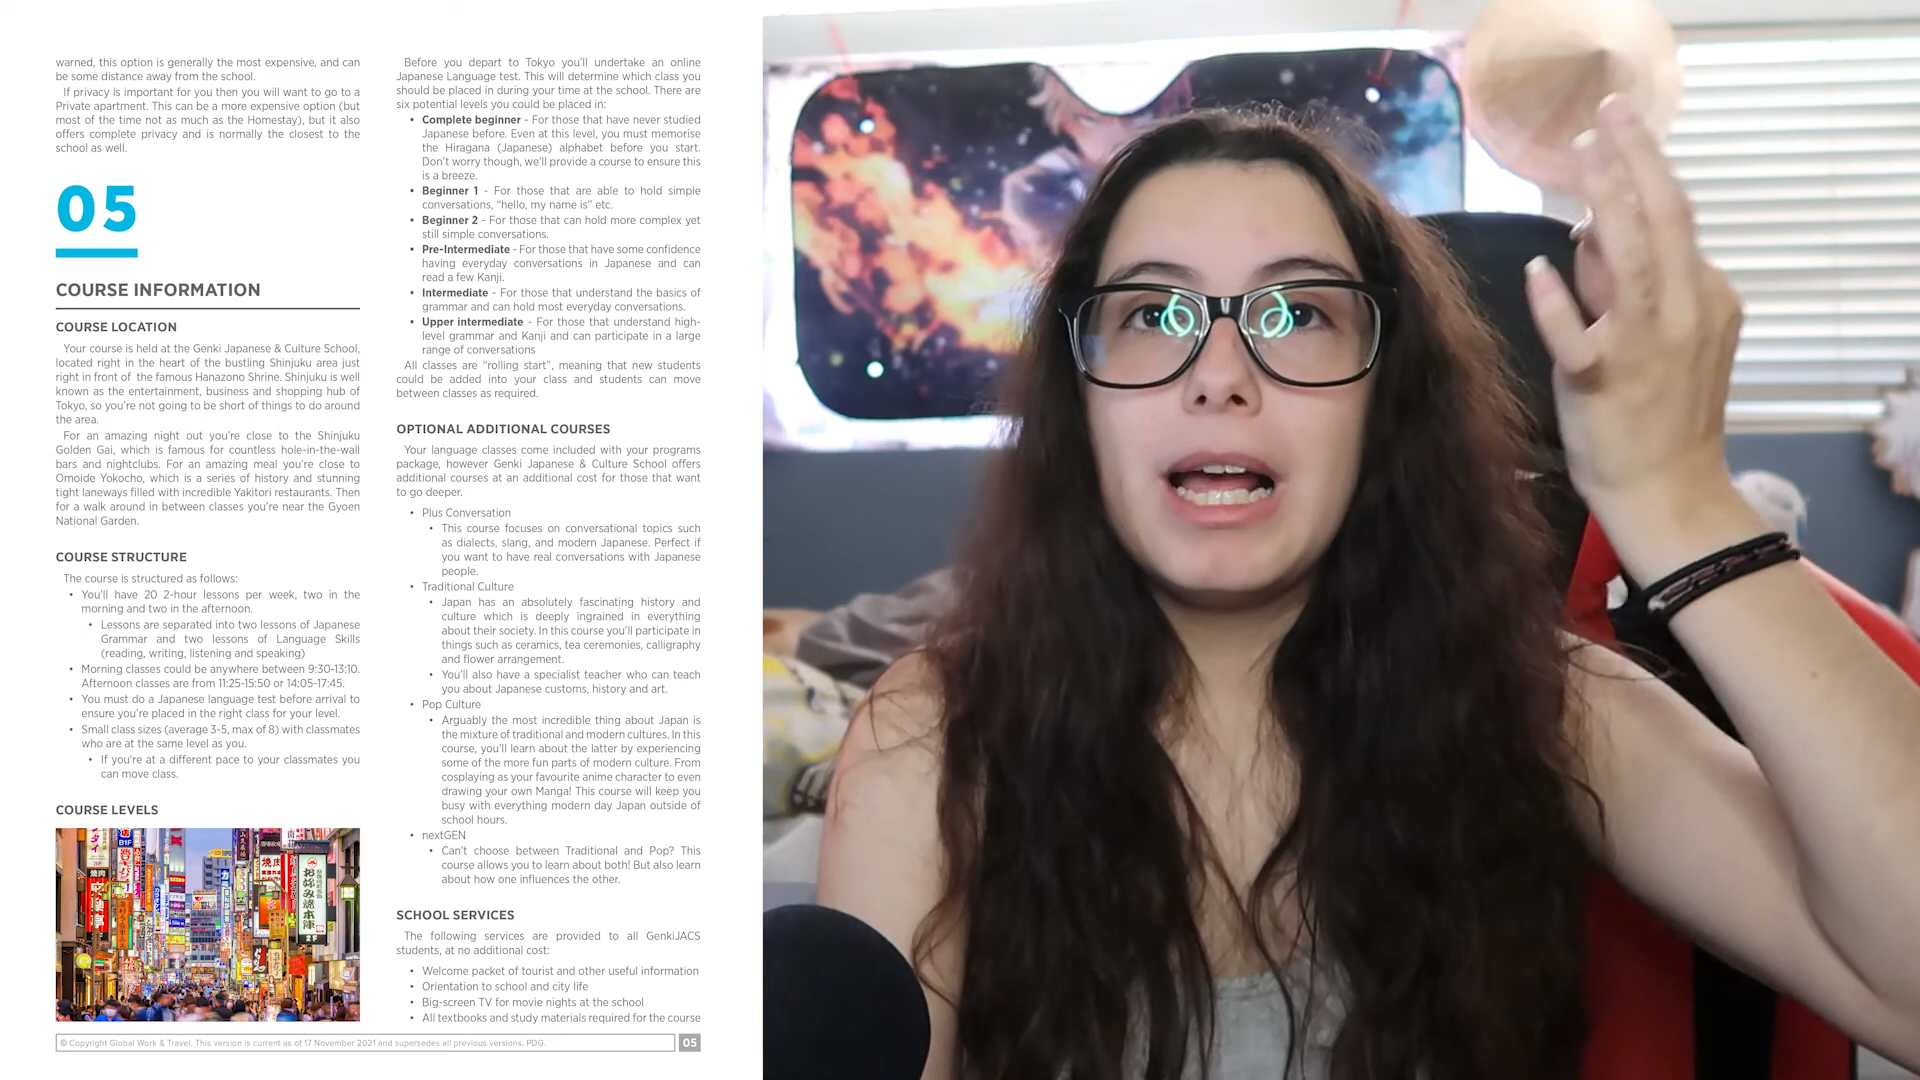 warned, this option is generally the most expensive, and can
be some distance away from the school.
If privacy is important for you then you will want to go to a
Private apartment. This can be a more expensive option (but
most of the time not as much as the Homestay), but it also
offers complete privacy and is normally the closest to the
school as well.
05
COURSE INFORMATION
COURSE LOCATION
Your course is held at the Genki Japanese & Culture School,
located right in the heart of the bustling Shinjuku area just
right in front of the famous Hanazono Shrine. Shinjuku is well
known as the entertainment, business and shopping hub of
Tokyo, so you're not going to be short of things to do around
the area.
For an amazing night out you're close to the Shinjuku
Golden Gai, which is famous for countless hole-in-the-wall
bars and nightclubs. For an amazing meal you're close to
Omoide Yokocho, which is a series of history and stunning
tight laneways filled with incredible Yakitori restaurants. Then
for a walk around in between classes you're near the Gyoen
National Garden.
COURSE STRUCTURE
The course is structured as follows:
• You'll have 20 2-hour lessons per week, two in the
morning and two in the afternoon.
• Lessons are separated into two lessons of Japanese
Grammar and two lessons of Language Skills
(reading, writing, listening and speaking)
• Morning classes could be anywhere between 9:30-13:10.
Afternoon classes are from 11:25-15:50 or 14:05-17:45.
• You must do a Japanese language test before arrival to
ensure you're placed in the right class for your level.
• Small class sizes (average 3-5, max of 8) with classmates
who are at the same level as you.
• If you're at a different pace to your classmates you
can move class.
COURSE LEVELS
Before you depart to Tokyo you'll undertake an online
Japanese Language test. This will determine which class you
should be placed in during your time at the school. There are
six potential levels you could be placed in:
• Complete beginner - For those that have never studied
Japanese before. Even at this level, you must memorise
the Hiragana (Japanese) alphabet before you start.
Don't worry though, we'll provide a course to ensure this
is a breeze.
• Beginner 1 - For those that are able to hold simple
conversations, "hello, my name is" etc.
• Beginner 2 - For those that can hold more complex yet
still simple conversations.
• Pre-Intermediate - For those that have some confidence
having everyday conversations in Japanese and can
read a few Kanji.
• Intermediate - For those that understand the basics of
grammar and can hold most everyday conversations.
• Upper intermediate - For those that understand high-
level grammar and Kanji and can participate in a large
range of conversations
All classes are "rolling start", meaning that new students
could be added into your class and students can move
between classes as required.
OPTIONAL ADDITIONAL COURSES
Your language classes come included with your programs
package, however Genki Japanese & Culture School offers
additional courses at an additional cost for those that want
to go deeper.
• Plus Conversation
• This course focuses on conversational topics such
as dialects, slang, and modern Japanese. Perfect if
you want to have real conversations with Japanese
people.
• Traditional Culture
• Japan has an absolutely fascinating history and
culture which is deeply ingrained in everything
about their society. In this course you'll participate in
things such as ceramics, tea ceremonies, calligraphy
and flower arrangement.
• You'll also have a specialist teacher who can teach
you about Japanese customs, history and art.
• Pop Culture
• Arguably the most incredible thing about Japan is
the mixture of traditional and modern cultures. In this
course, you'll learn about the latter by experiencing
some of the more fun parts of modern culture. From
cosplaying as your favourite anime character to even
drawing your own Manga! This course will keep you
busy with everything modern day Japan outside of
school hours.
• nextGEN
• Can't choose between Traditional and Pop? This
course allows you to learn about both! But also learn
about how one influences the other.
SCHOOL SERVICES
The following services are provided to all GenkiJACS
students, at no additional cost:
• Welcome packet of tourist and other useful information
• Orientation to school and city life
• Big-screen TV for movie nights at the school
• All textbooks and study materials required for the course
© Copyright Global Work & Travel. This version is current as of 17 November 2021 and supersedes all previous versions. PDG.
05